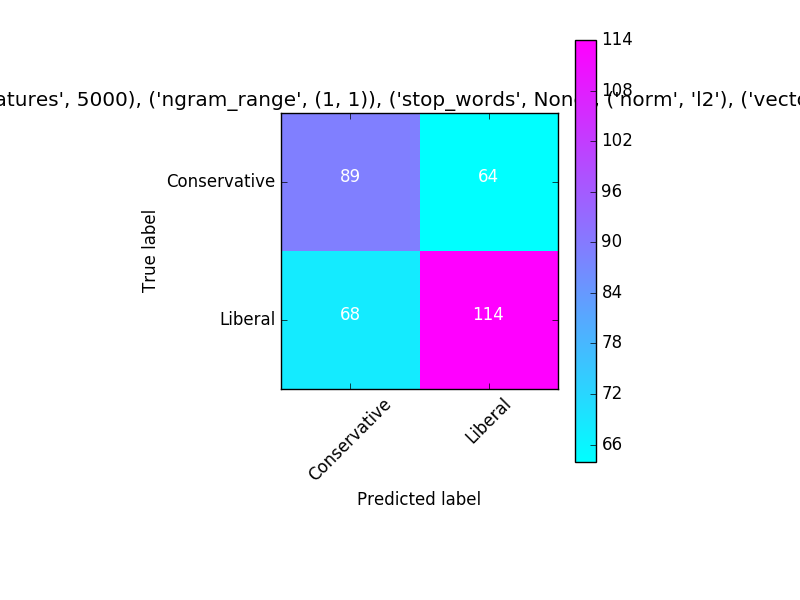 atures', 5000), ('ngram_range', (1, 1)), ('stop_words', None), ('norm', 'l2'), ('vecto
Conservative
89
64
Liberal
68
114
True label
Conservative
Liberal
Predicted label
114
108
102
96
90
84
78
72
66